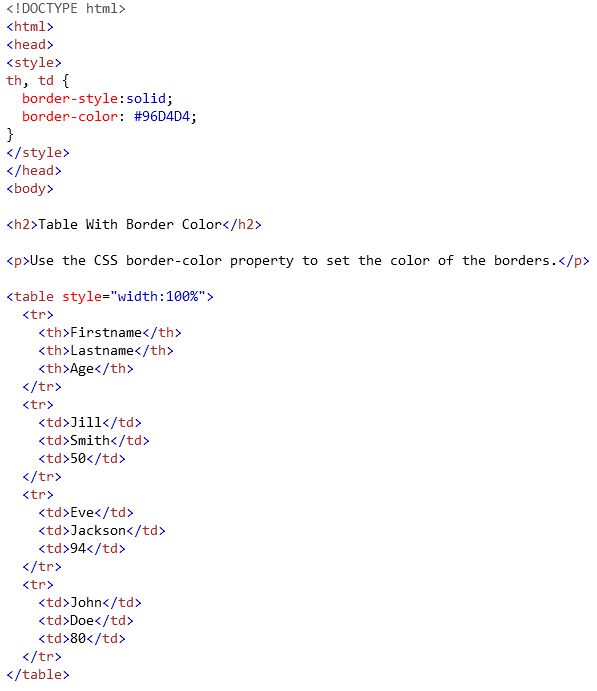 <!DOCTYPE html>
<html>
<head>
<style>
th, td {
  border-style:solid;
  border-color: #96D4D4;
}
</style>
</head>
<body>

<h2>Table With Border Color</h2>

<p>Use the CSS border-color property to set the color of the borders.</p>

<table style="width:100%">
  <tr>
    <th>Firstname</th>
    <th>Lastname</th>
    <th>Age</th>
  </tr>
  <tr>
    <td>Jill</td>
    <td>Smith</td>
    <td>50</td>
  </tr>
  <tr>
    <td>Eve</td>
    <td>Jackson</td>
    <td>94</td>
  </tr>
  <tr>
    <td>John</td>
    <td>Doe</td>
    <td>80</td>
  </tr>
</table>